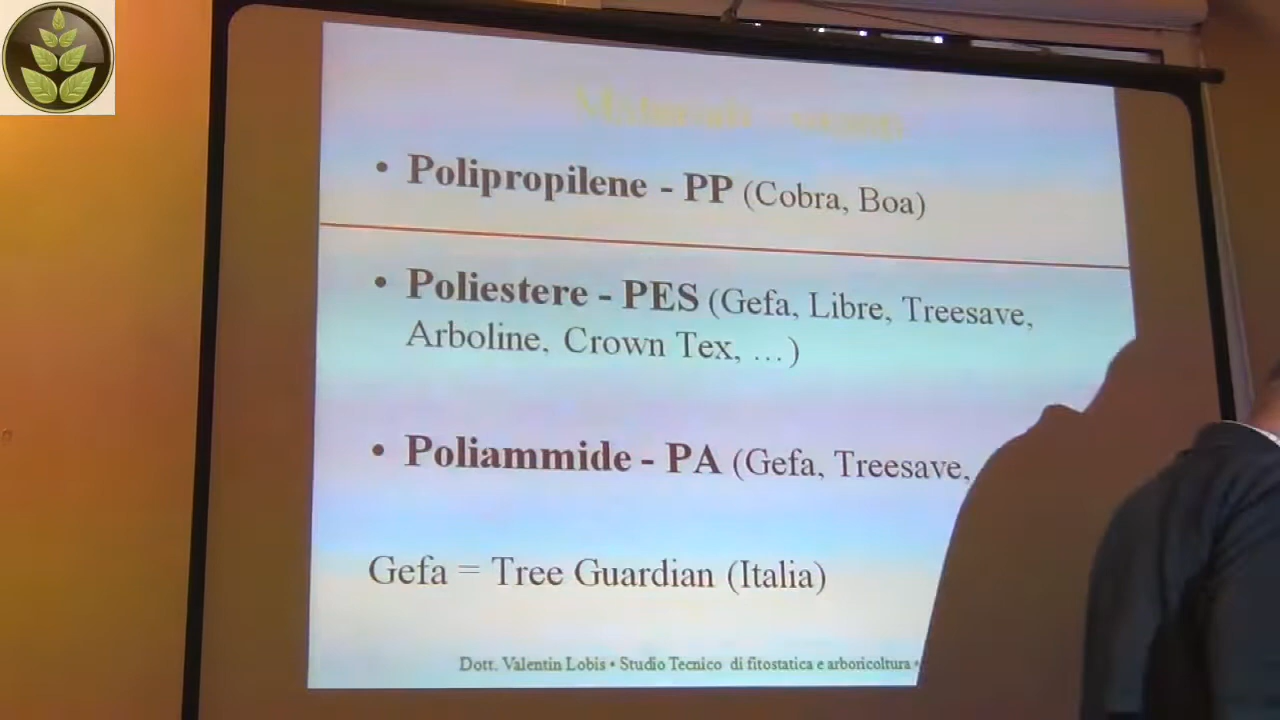 • Polipropilene - PP (Cobra, Boa)
• Poliestere - PES (Gefa, Libre, Treesave,
Arboline, Crown Tex, …)
• Poliammide - PA (Gefa, Treesave,
Gefa = Tree Guardian (Italia)
Dott. Valentin Lobis • Studio Tecnico di fitostatica e arboricoltura •